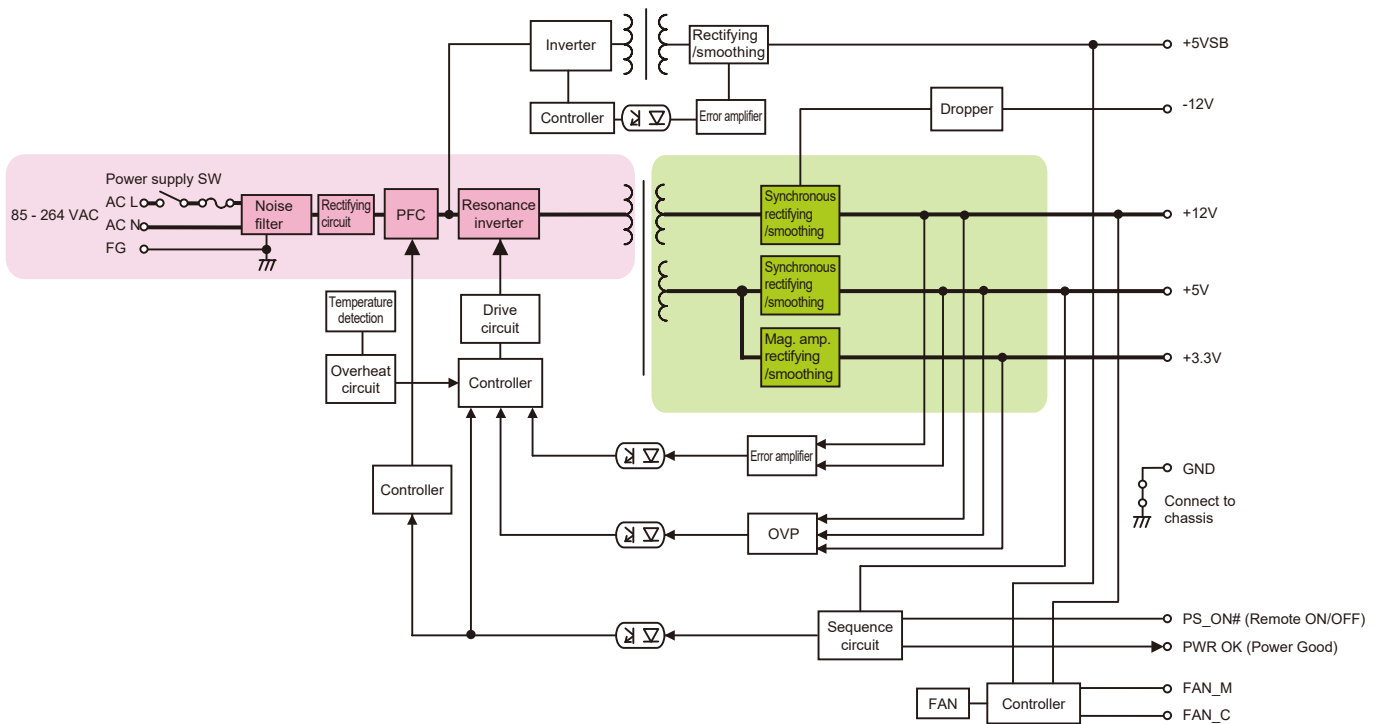 Inverter
Rectifying
/smoothing
+5VSB
Controller
Error amplifier
Dropper
-12V
Power supply SW
85 - 264 VAC
AC L
AC N
FG
Noise
filter
Rectifying
circuit
PFC
Resonance
inverter
Synchronous
rectifying
/smoothing
+12V
Synchronous
rectifying
/smoothing
+5V
Mag. amp.
rectifying
/smoothing
+3.3V
Temperature
detection
Drive
circuit
Overheat
circuit
Controller
Error amplifier
Controller
GND
Connect to
chassis
OVP
Sequence
circuit
PS_ON# (Remote ON/OFF)
PWR OK (Power Good)
FAN
Controller
FAN_M
FAN_C